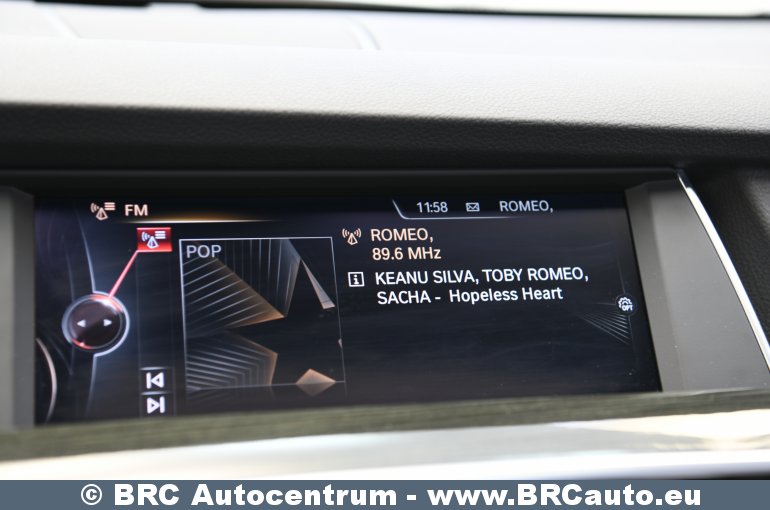 FM
11:58 ROMEO,
POP
ROMEO,
89.6 MHz
KEANU SILVA, TOBY ROMEO,
SACHA - Hopeless Heart
OPT
© BRC Autocentrum - www.BRCauto.eu